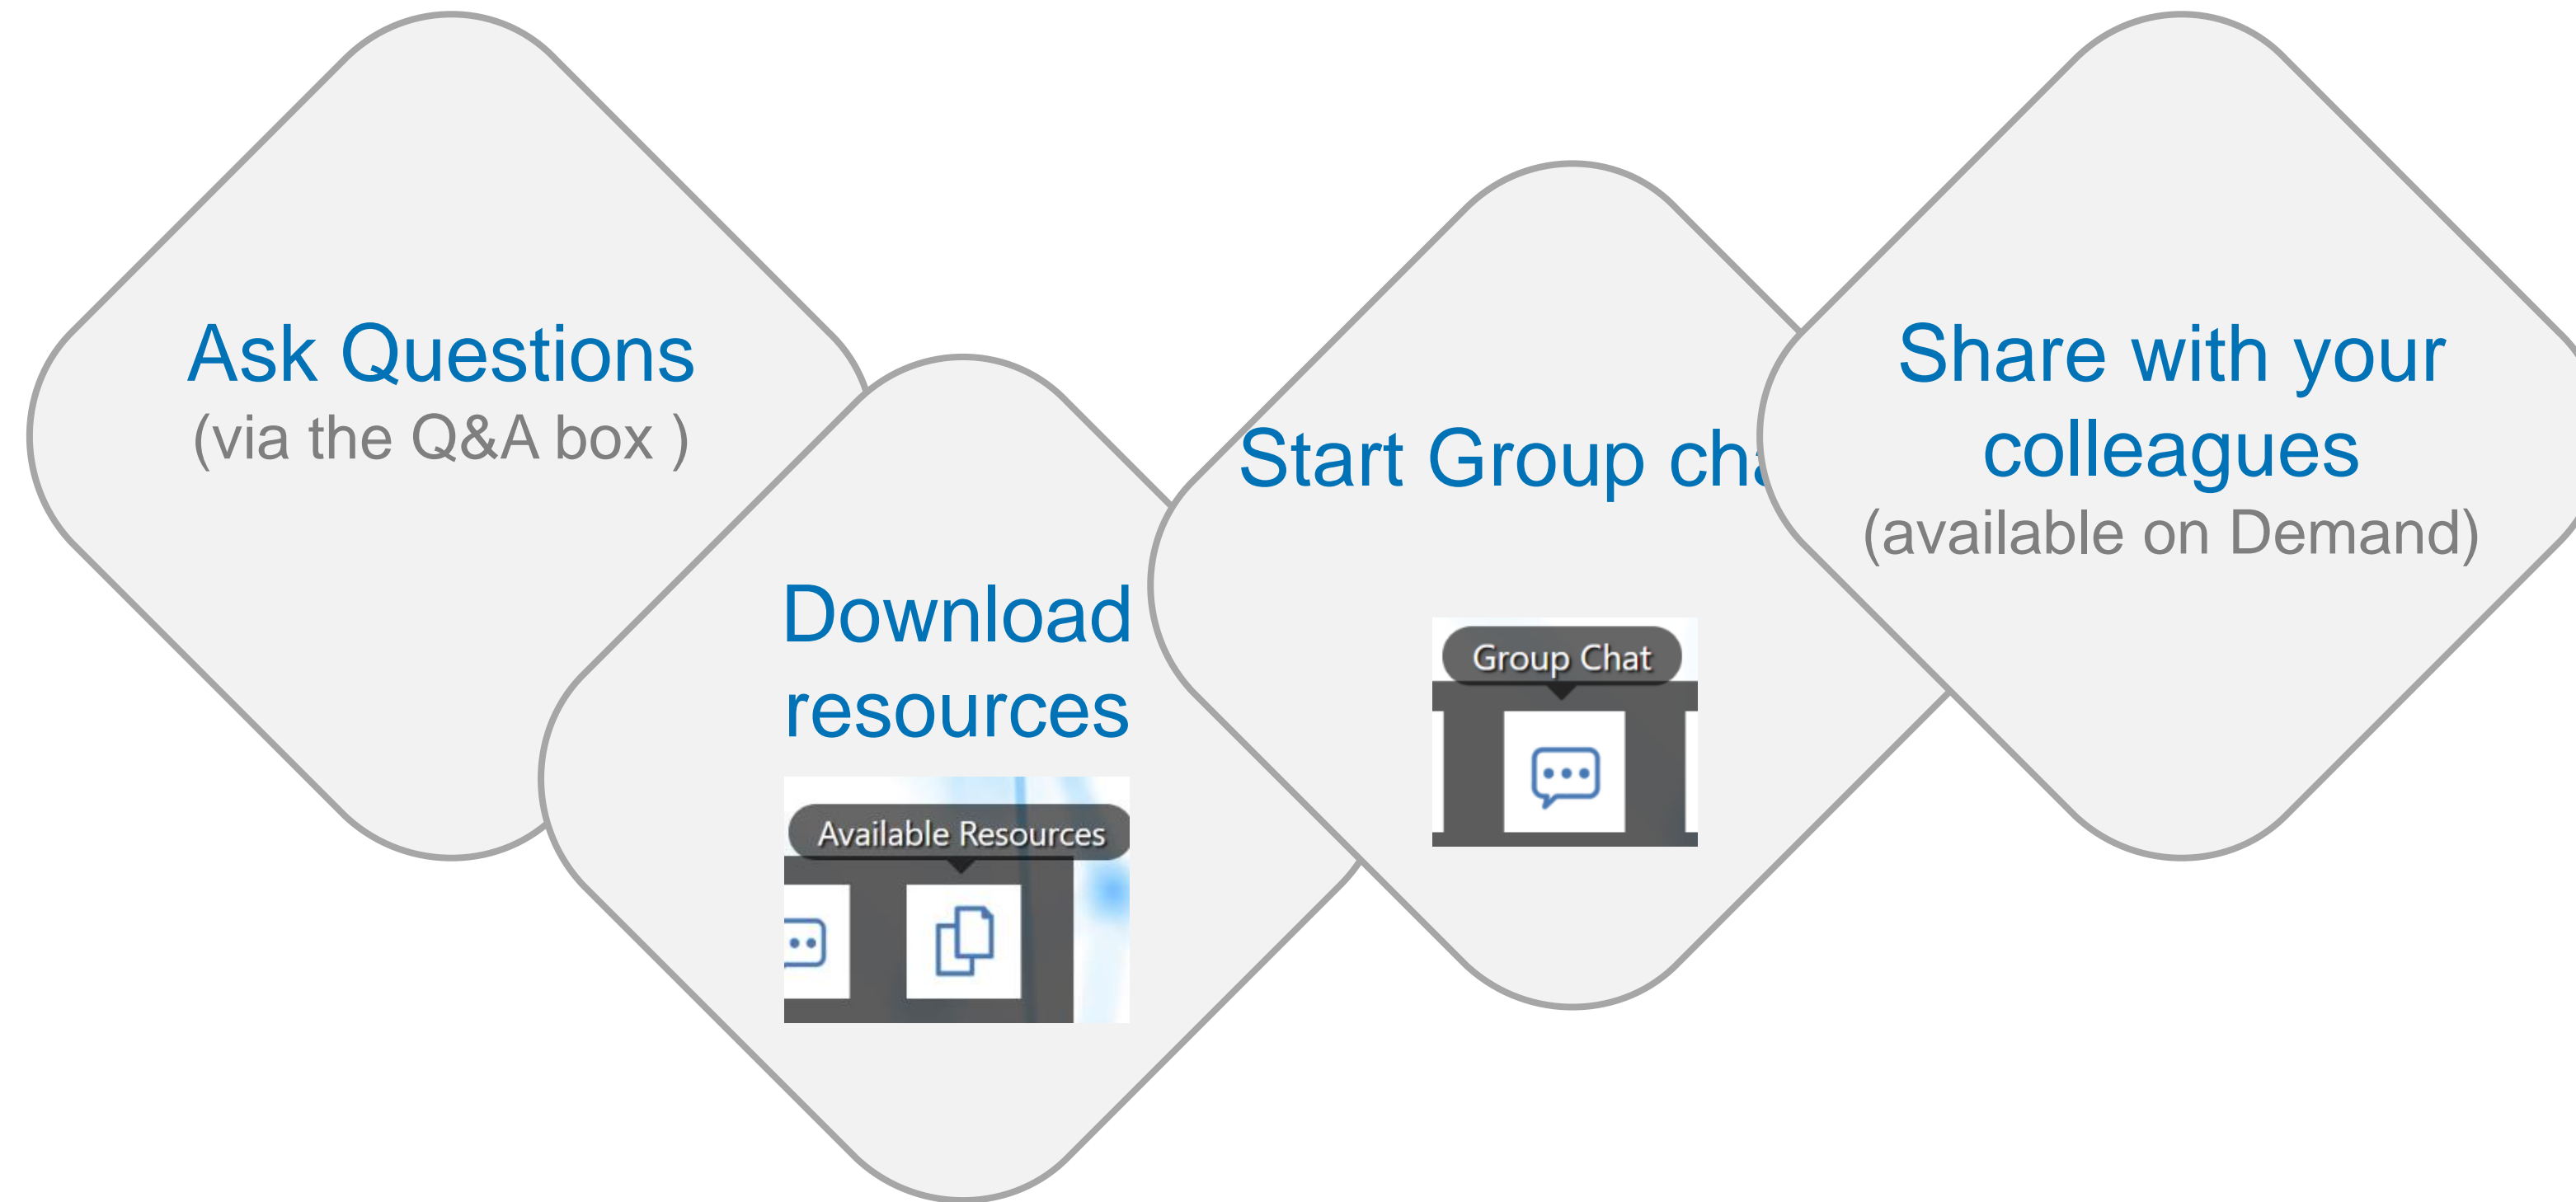 Ask Questions
(via the Q&A box )
Download
resources
Available Resources
Start Group cha
Group Chat
Share with your
colleagues
(available on Demand)